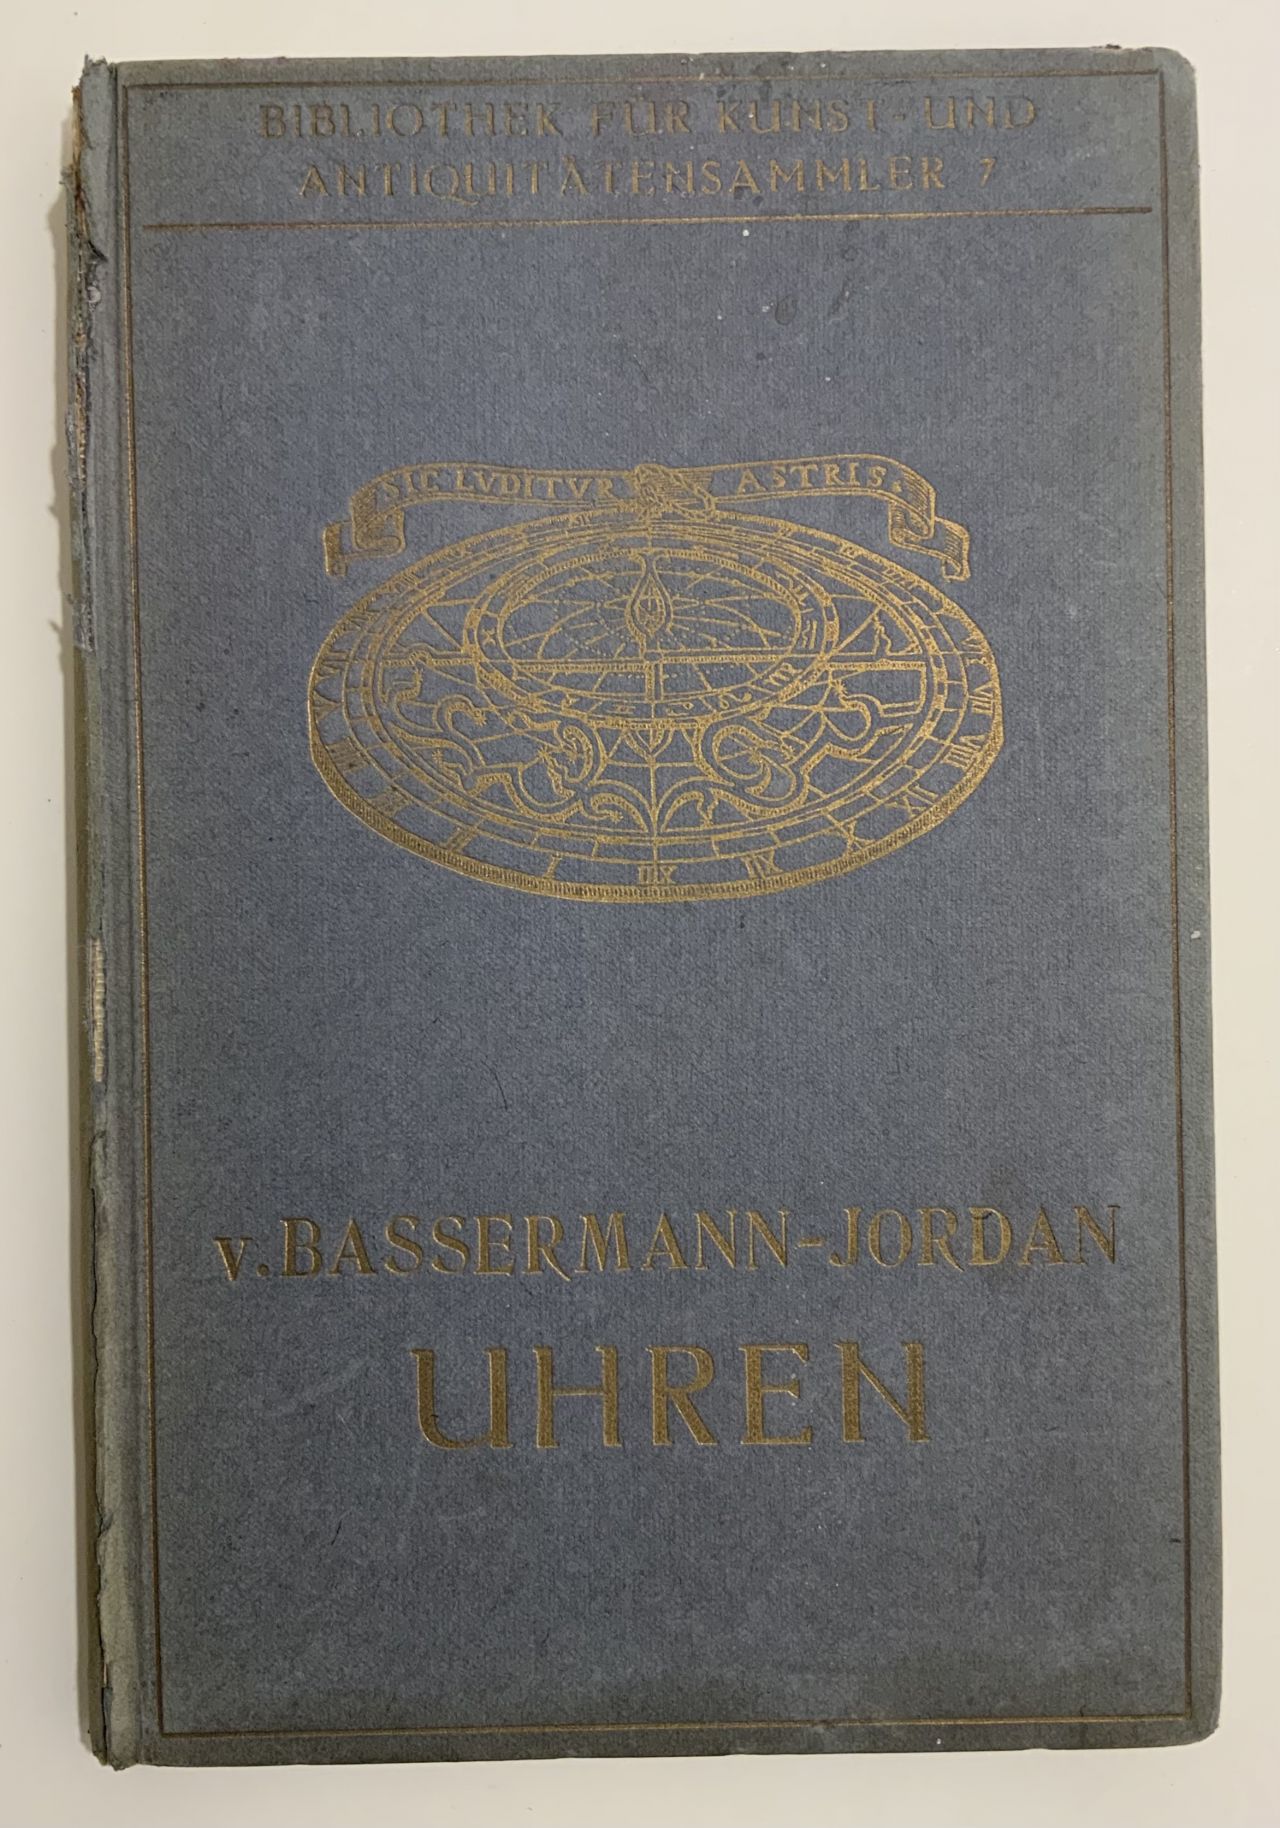 BIBLIOTHEK FÜR KUNST- UND
ANTIQUITÄTENSAMMLER 7
SIC LVDITVR ASTRIS.
v. BASSERMANN-JORDAN
UHREN